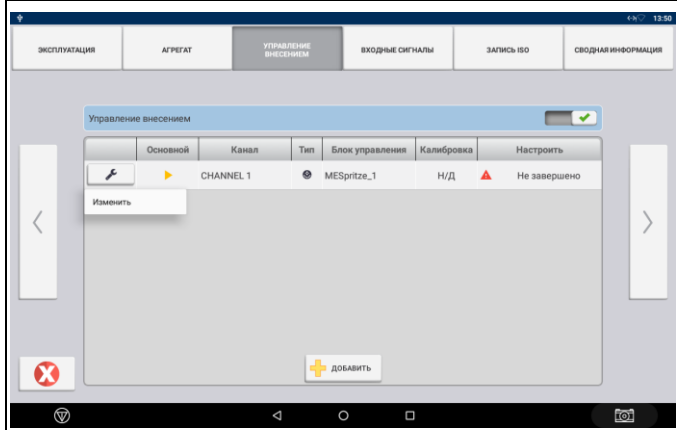 13:50
ЭКСПЛУАТАЦИЯ
АГРЕГАТ
УПРАВЛЕНИЕ
ВНЕСЕНИЕМ
ВХОДНЫЕ СИГНАЛЫ
ЗАПИСЬ ISO
СВОДНАЯ ИНФОРМАЦИЯ
Управление внесением
Основной Канал Тип Блок управления Калибровка Настроить
CHANNEL 1 MESpritze_1 Н/Д Не завершено
Изменить
ДОБАВИТЬ